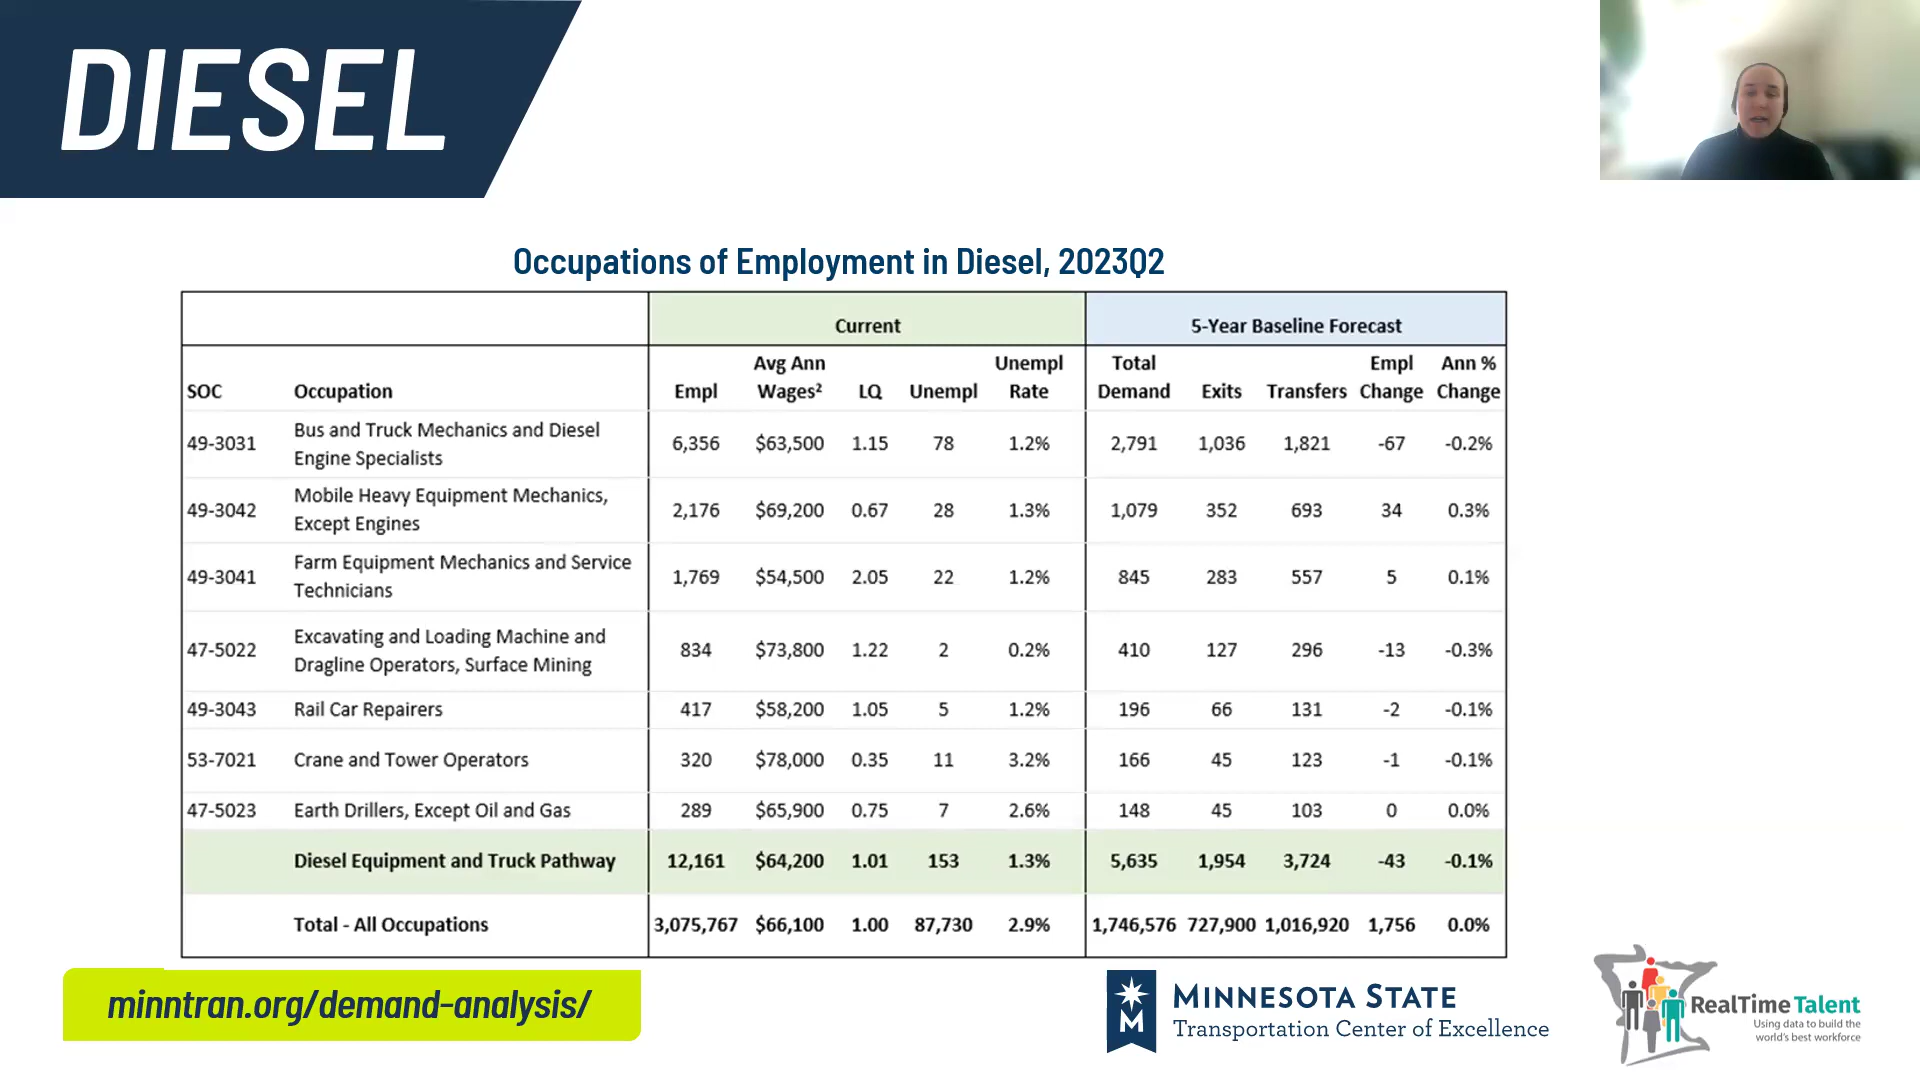 DIESEL
Occupations of Employment in Diesel, 2023Q2
Current 5-Year Baseline Forecast
SOC Occupation Empl Avg Ann Wages² LQ Unempl Unempl Rate Total Demand Exits Transfers Empl Change Ann % Change
49-3031 Bus and Truck Mechanics and Diesel Engine Specialists 6,356 $63,500 1.15 78 1.2% 2,791 1,036 1,821 -67 -0.2%
49-3042 Mobile Heavy Equipment Mechanics, Except Engines 2,176 $69,200 0.67 28 1.3% 1,079 352 693 34 0.3%
49-3041 Farm Equipment Mechanics and Service Technicians 1,769 $54,500 2.05 22 1.2% 845 283 557 5 0.1%
47-5022 Excavating and Loading Machine and Dragline Operators, Surface Mining 834 $73,800 1.22 2 0.2% 410 127 296 -13 -0.3%
49-3043 Rail Car Repairers 417 $58,200 1.05 5 1.2% 196 66 131 -2 -0.1%
53-7021 Crane and Tower Operators 320 $78,000 0.35 11 3.2% 166 45 123 -1 -0.1%
47-5023 Earth Drillers, Except Oil and Gas 289 $65,900 0.75 7 2.6% 148 45 103 0 0.0%
Diesel Equipment and Truck Pathway 12,161 $64,200 1.01 153 1.3% 5,635 1,954 3,724 -43 -0.1%
Total - All Occupations 3,075,767 $66,100 1.00 87,730 2.9% 1,746,576 727,900 1,016,920 1,756 0.0%
minntran.org/demand-analysis/
M
MINNESOTA STATE
Transportation Center of Excellence
RealTime Talent
Using data to build the
world's best workforce